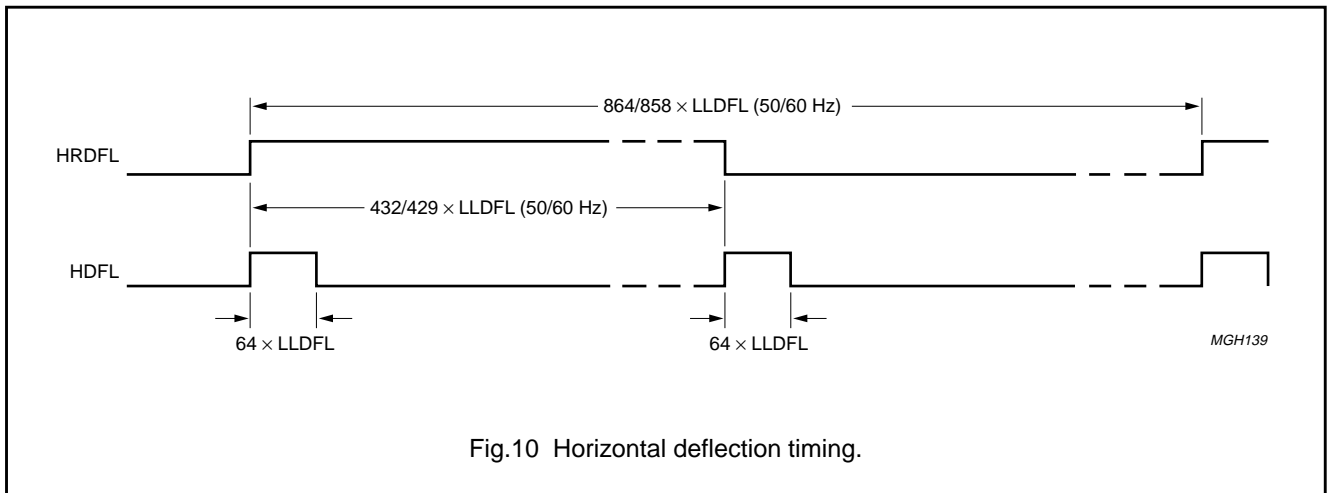 864/858 × LLDFL (50/60 Hz)
HRDFL
432/429 × LLDFL (50/60 Hz)
HDFL
64 × LLDFL
64 × LLDFL
MGH139
Fig.10 Horizontal deflection timing.